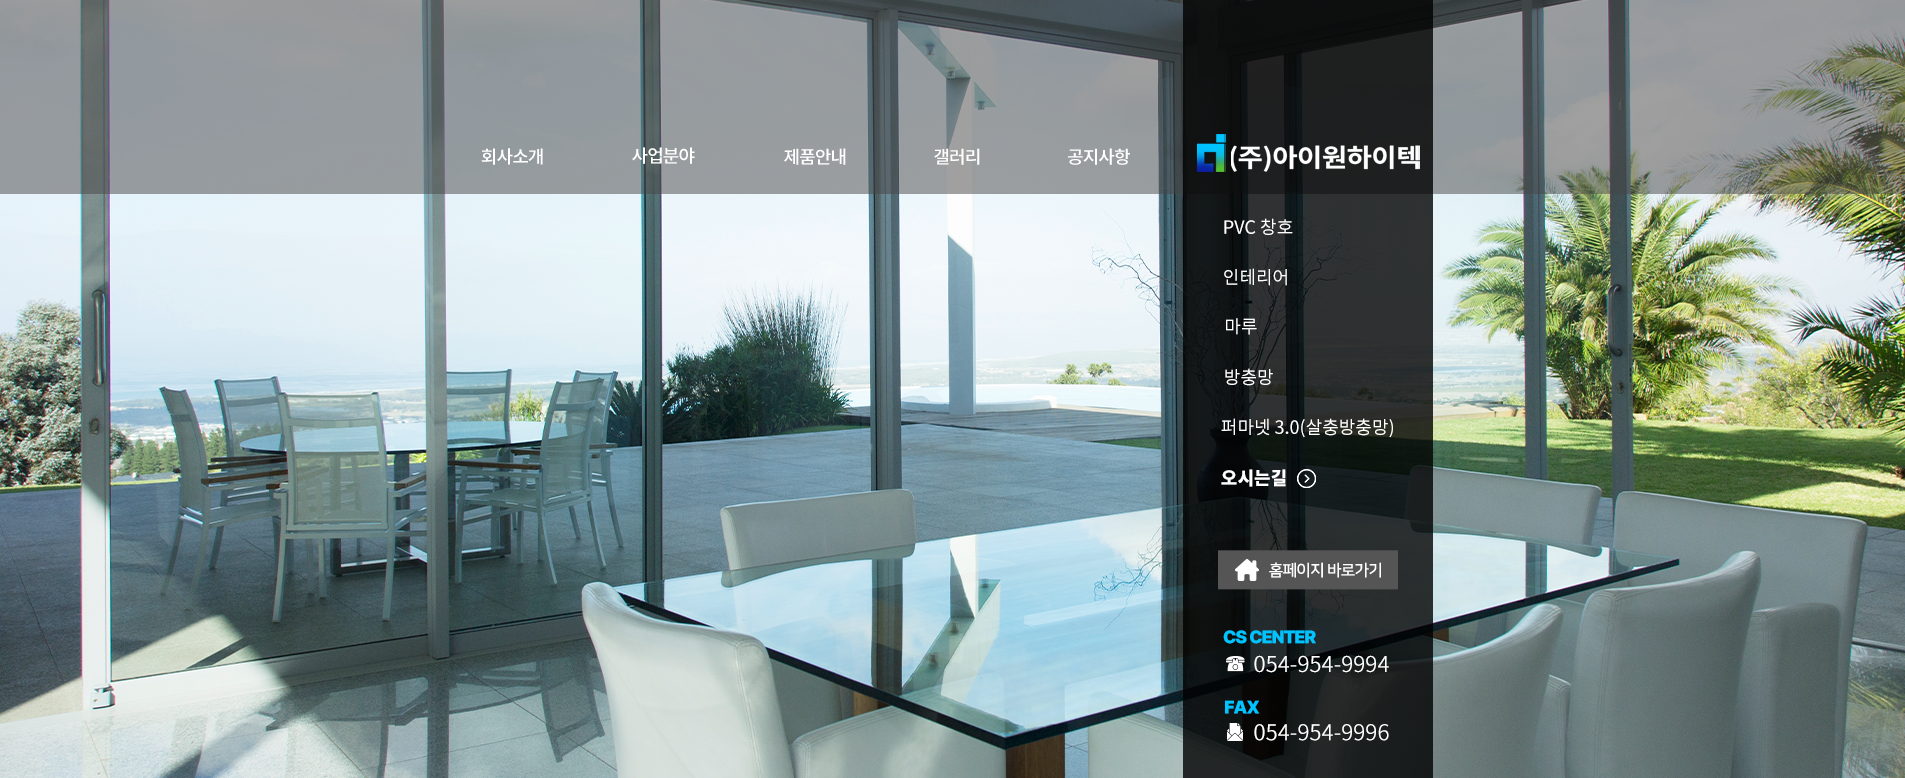 회사소개 사업분야 제품안내 갤러리 공지사항
(주)아이원하이텍
PVC 창호
인테리어
마루
방충망
퍼마넷 3.0(살충방충망)
오시는길
홈페이지 바로가기
CS CENTER
054-954-9994
FAX
054-954-9996